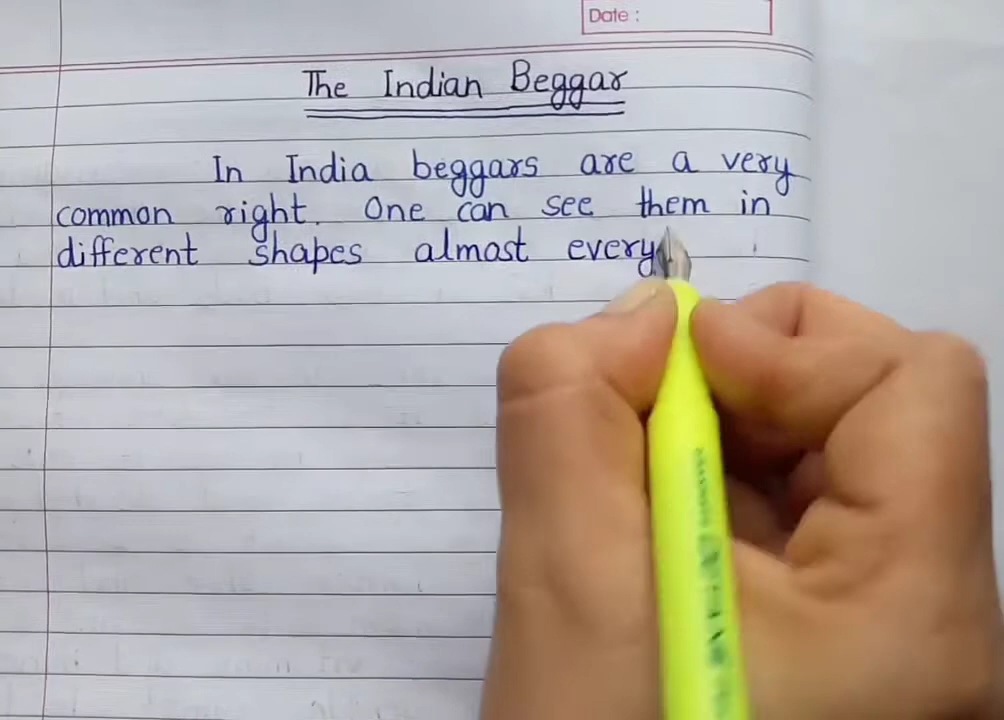 Date :
The Indian Beggar
In India beggars are a very
common right. One can see them in
different shapes almost every